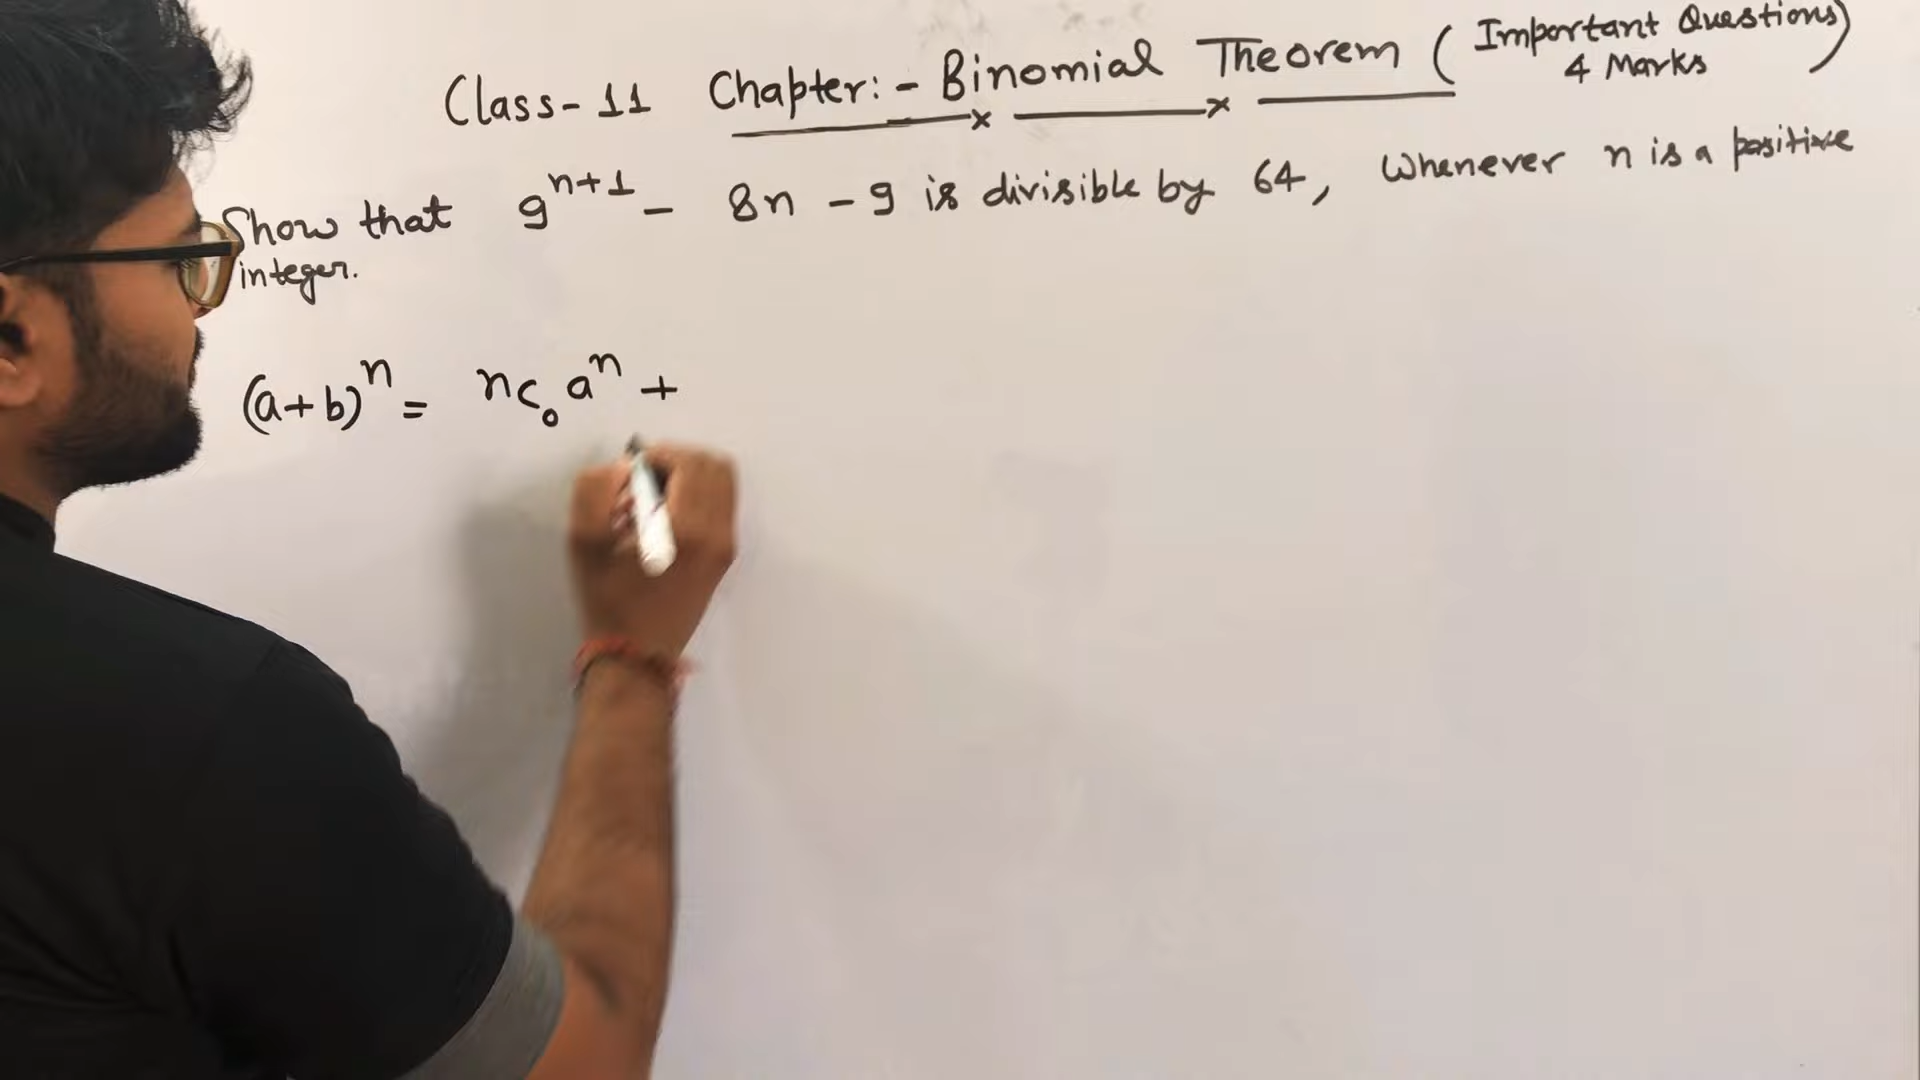 Class-11 Chapter:- Binomial Theorem (Important Questions)
4 Marks
Show that 9^{n+1} - 8n - 9 is divisible by 64, Whenever n is a positive
integer.
(a+b)^n = nC_0 a^n +